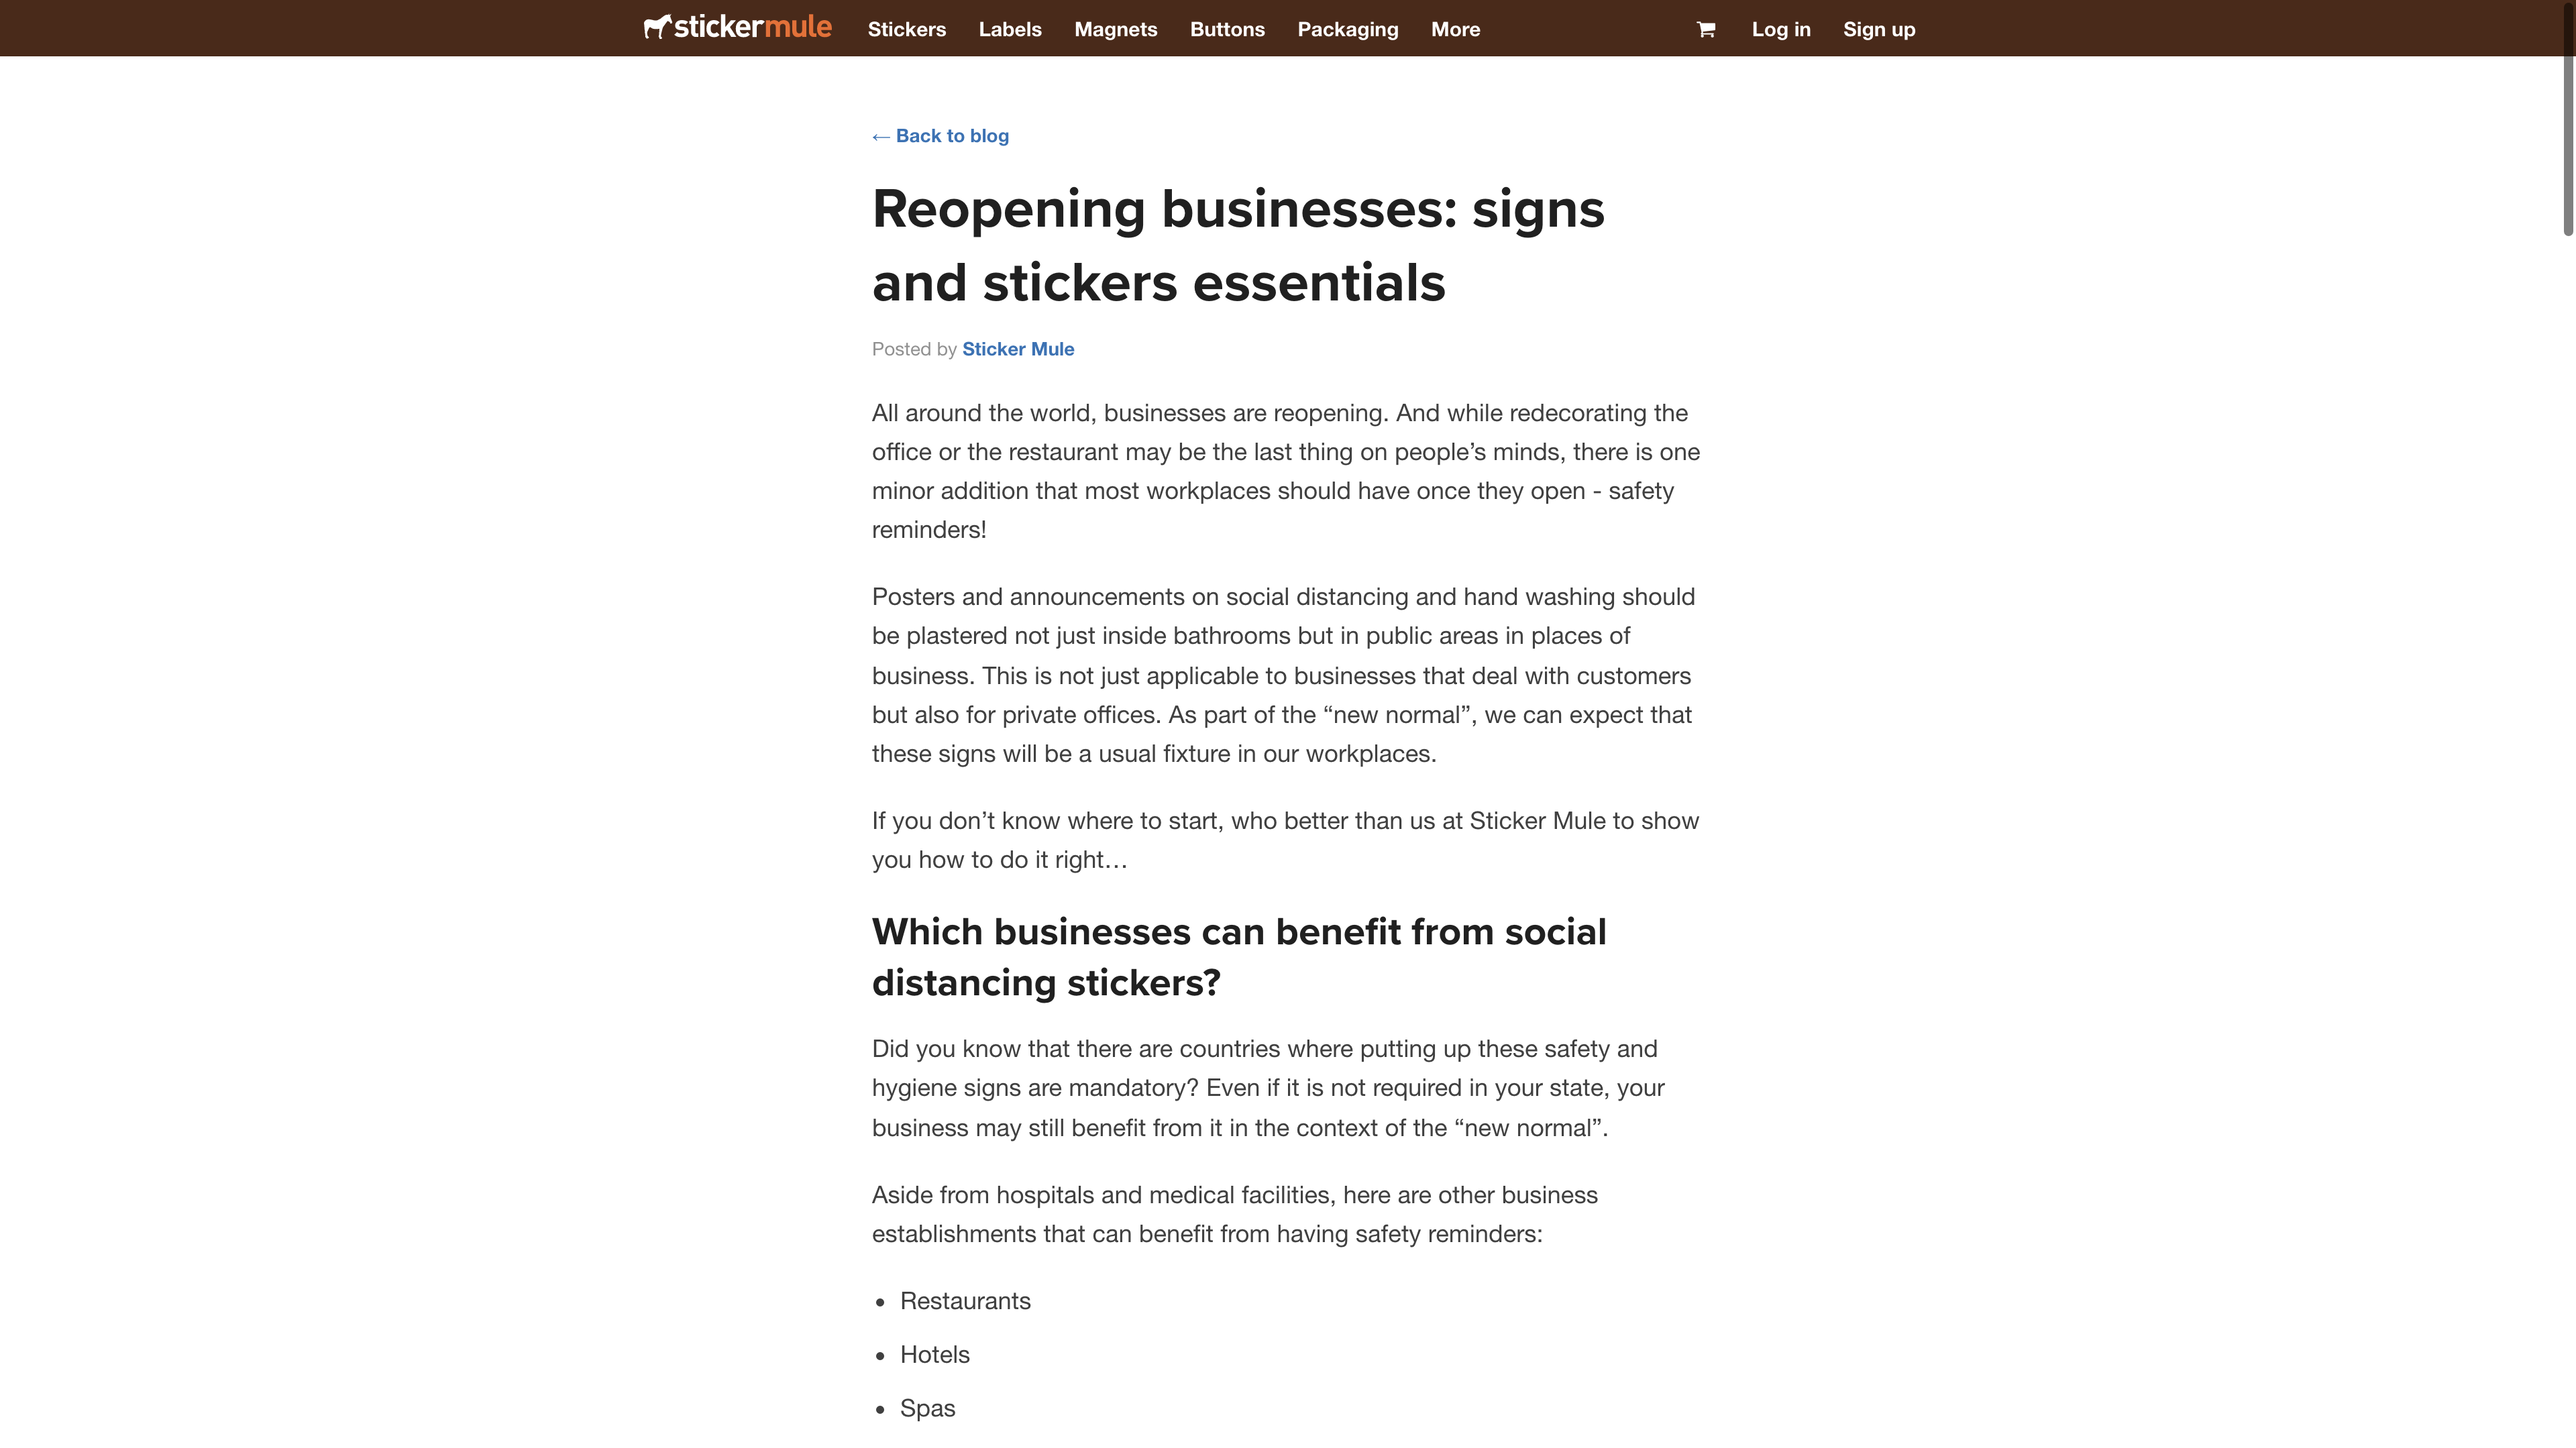 stickermule Stickers Labels Magnets Buttons Packaging More Log in Sign up
← Back to blog
Reopening businesses: signs
and stickers essentials
Posted by Sticker Mule
All around the world, businesses are reopening. And while redecorating the
office or the restaurant may be the last thing on people’s minds, there is one
minor addition that most workplaces should have once they open - safety
reminders!
Posters and announcements on social distancing and hand washing should
be plastered not just inside bathrooms but in public areas in places of
business. This is not just applicable to businesses that deal with customers
but also for private offices. As part of the “new normal”, we can expect that
these signs will be a usual fixture in our workplaces.
If you don’t know where to start, who better than us at Sticker Mule to show
you how to do it right…
Which businesses can benefit from social
distancing stickers?
Did you know that there are countries where putting up these safety and
hygiene signs are mandatory? Even if it is not required in your state, your
business may still benefit from it in the context of the “new normal”.
Aside from hospitals and medical facilities, here are other business
establishments that can benefit from having safety reminders:
• Restaurants
• Hotels
• Spas